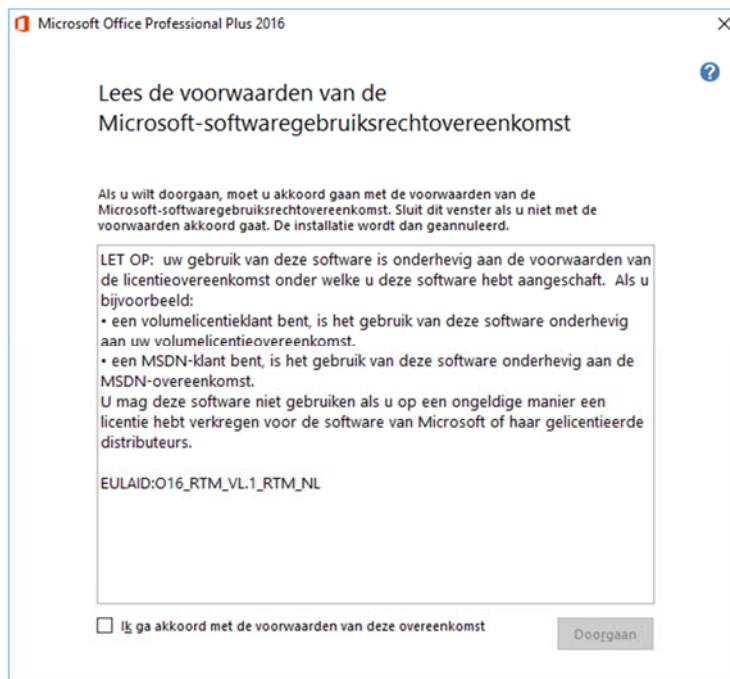 Microsoft Office Professional Plus 2016
Lees de voorwaarden van de
Microsoft-softwaregebruiksrechtovereenkomst
Als u wilt doorgaan, moet u akkoord gaan met de voorwaarden van de
Microsoft-softwaregebruiksrechtovereenkomst. Sluit dit venster als u niet met de
voorwaarden akkoord gaat. De installatie wordt dan geannuleerd.
LET OP:  uw gebruik van deze software is onderhevig aan de voorwaarden van
de licentieovereenkomst onder welke u deze software hebt aangeschaft.  Als u
bijvoorbeeld:
• een volumelicentieklant bent, is het gebruik van deze software onderhevig
aan uw volumelicentieovereenkomst.
• een MSDN-klant bent, is het gebruik van deze software onderhevig aan de
MSDN-overeenkomst.
U mag deze software niet gebruiken als u op een ongeldige manier een
licentie hebt verkregen voor de software van Microsoft of haar gelicentieerde
distributeurs.
EULAID:O16_RTM_VL.1_RTM_NL
Ik ga akkoord met de voorwaarden van deze overeenkomst
Doorgaan